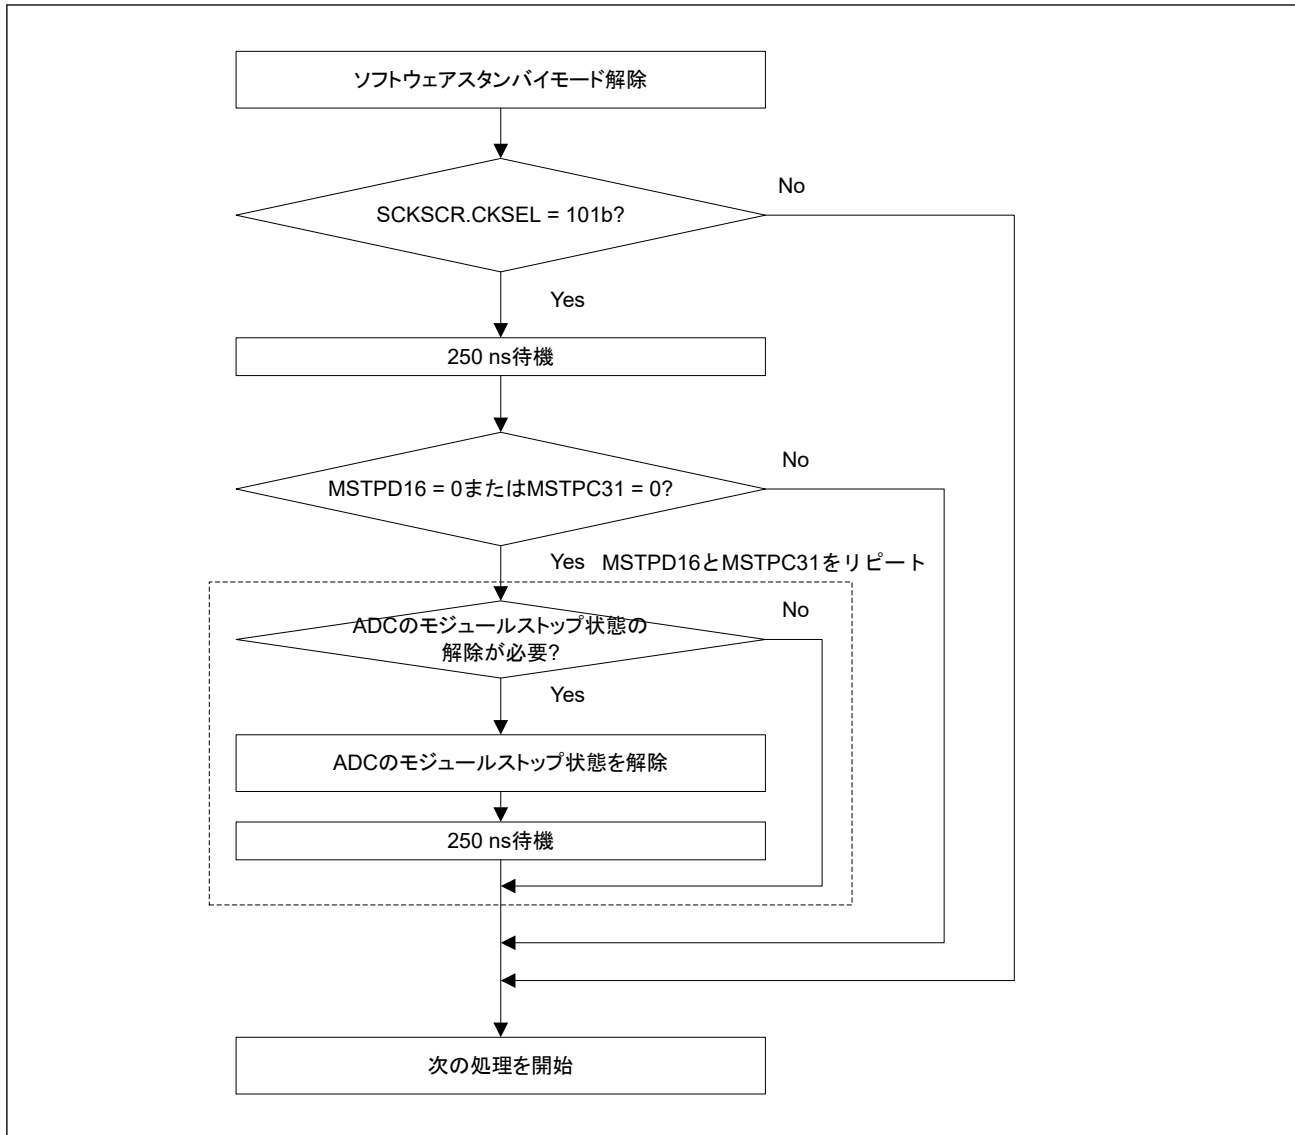 ソフトウェアスタンバイモード解除
No
SCKSCR.CKSEL = 101b?
Yes
250 ns待機
No
MSTPD16 = 0またはMSTPC31 = 0?
Yes
MSTPD16とMSTPC31をリピート
No
ADCのモジュールストップ状態の
解除が必要?
Yes
ADCのモジュールストップ状態を解除
250 ns待機
次の処理を開始